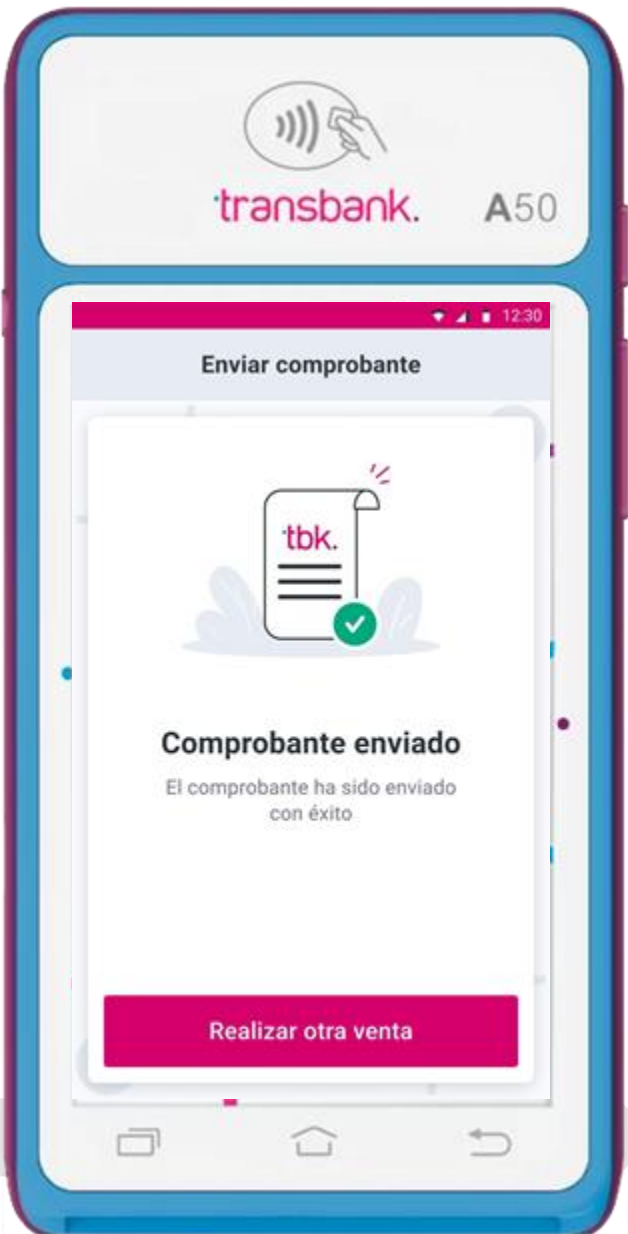 transbank.
A50
12:30
Enviar comprobante
tbk.
Comprobante enviado
El comprobante ha sido enviado
con éxito
Realizar otra venta